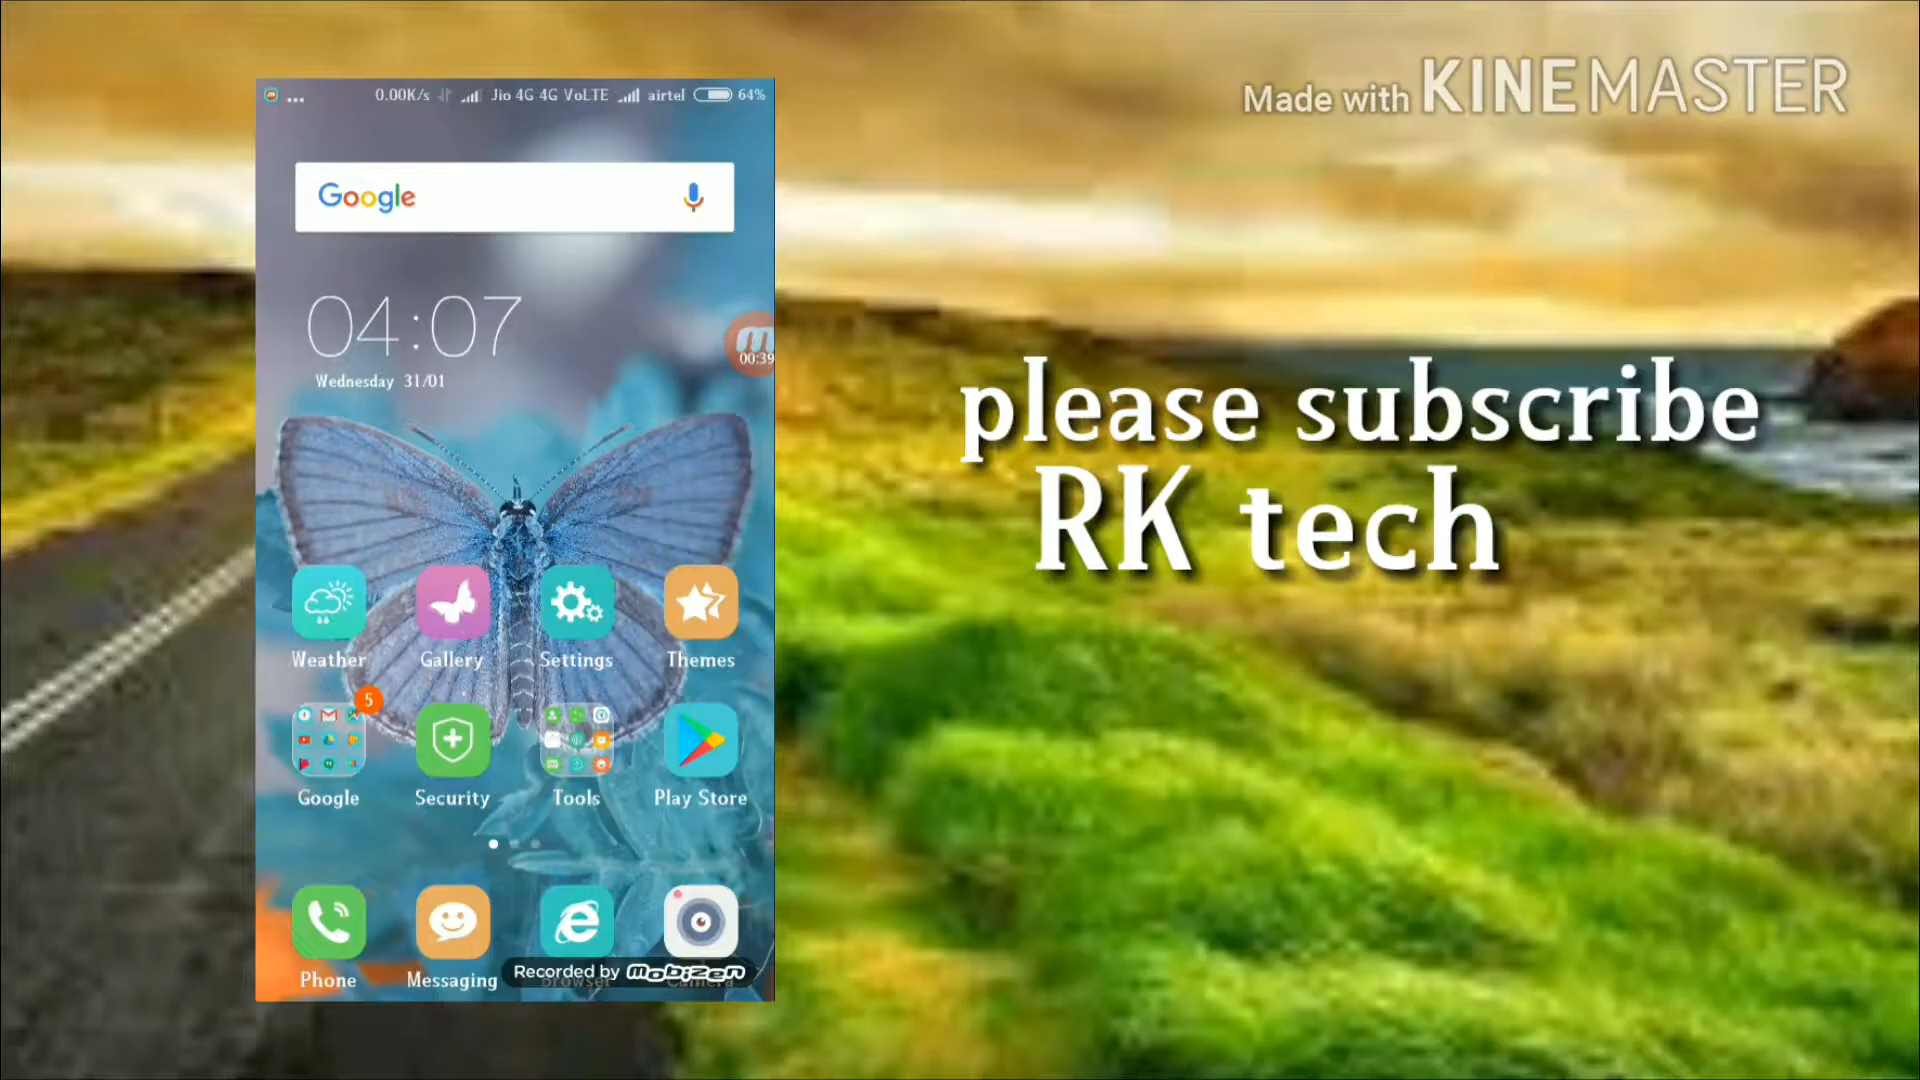 Made with KINEMASTER
... 0.00K/s Jio 4G 4G VoLTE airtel 64%
Google
04:07
00:39
Wednesday 31/01
please subscribe
RK tech
Weather Gallery Settings Themes
5
Google Security Tools Play Store
Phone Messaging Browser Camera
Recorded by mobizen